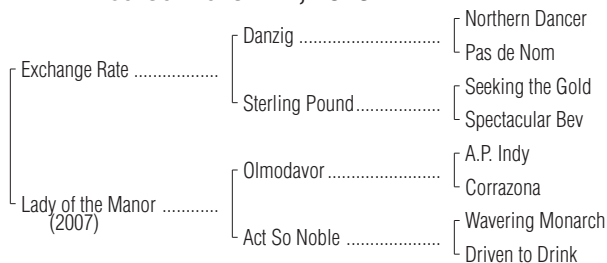 Northern Dancer
Danzig ................................
Pas de Nom
Exchange Rate ...................
Seeking the Gold
Sterling Pound...................
Spectacular Bev
A.P. Indy
Olmodavor .........................
Corrazona
Lady of the Manor ............
(2007)
Wavering Monarch
Act So Noble .....................
Driven to Drink